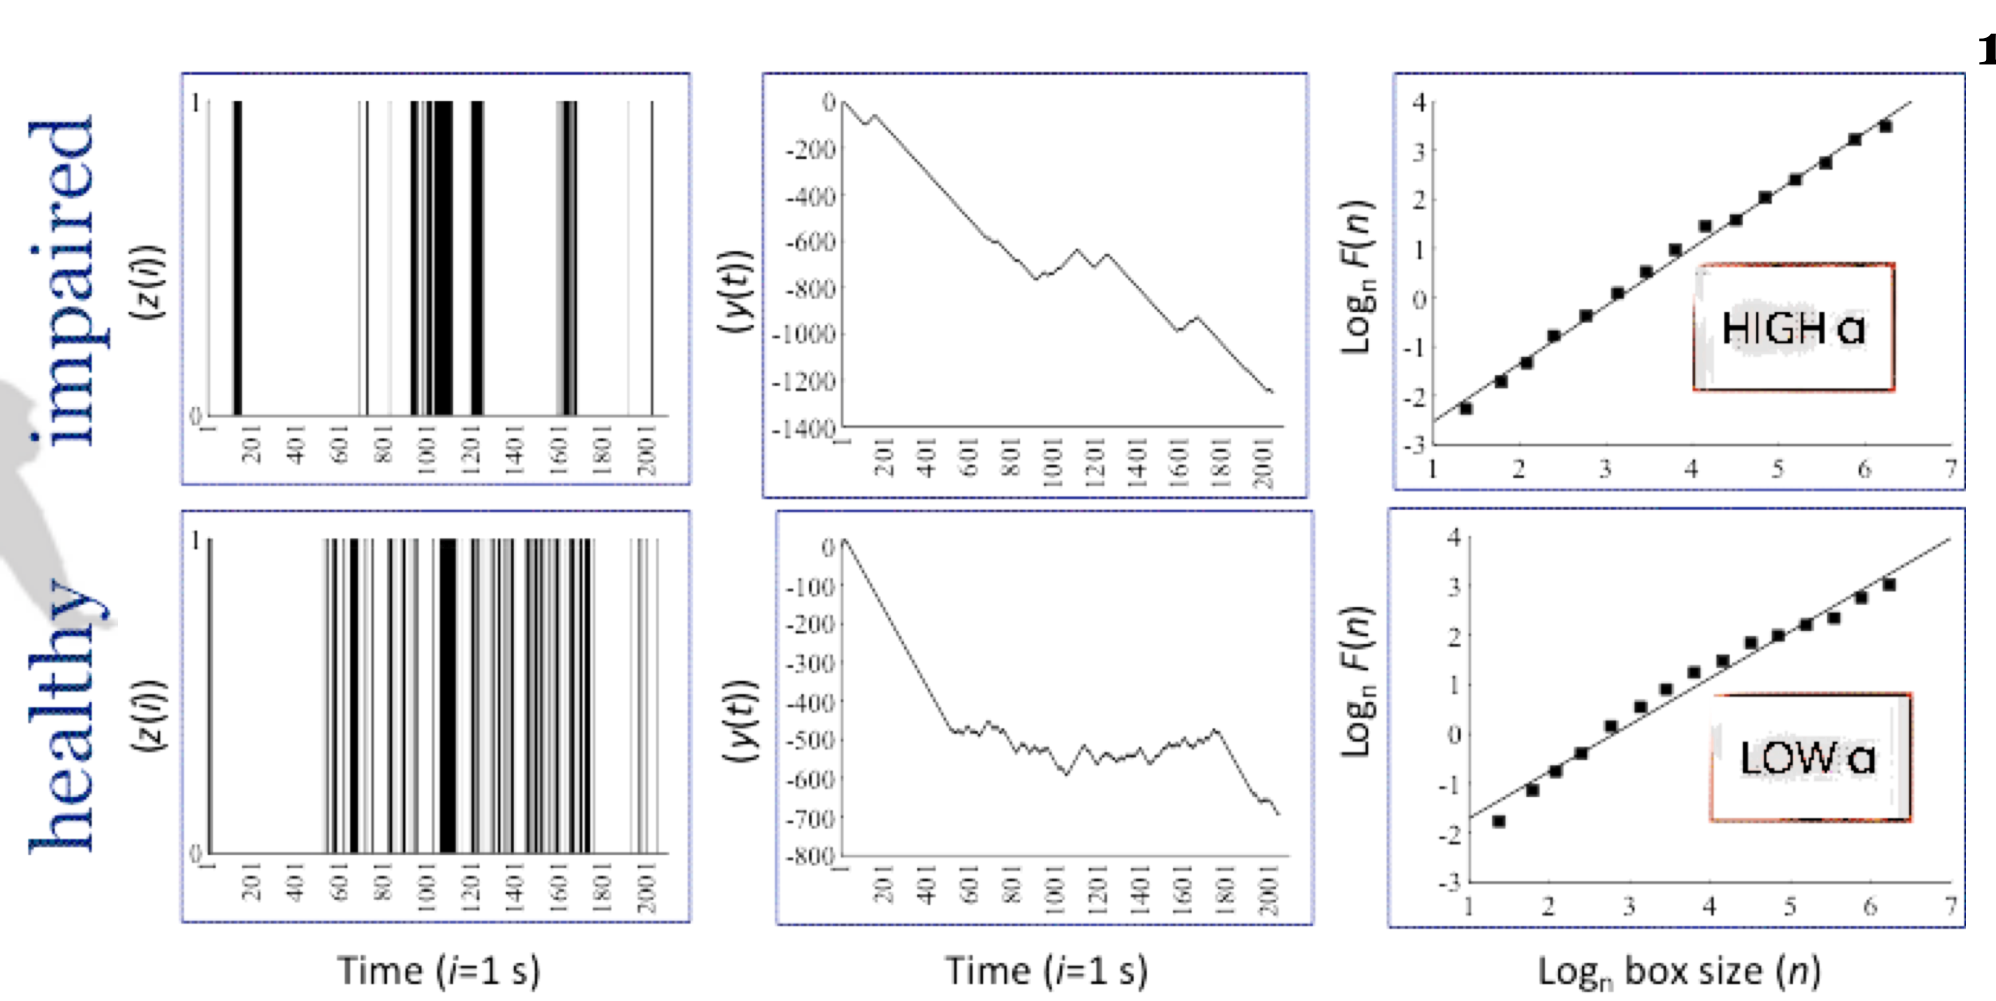 1
impaired
(z(i))
1
0
1 201 401 601 801 1001 1201 1401 1601 1801 2001
(y(t))
0
-200
-400
-600
-800
-1000
-1200
-1400
1 201 401 601 801 1001 1201 1401 1601 1801 2001
Logn F(n)
4
3
2
1
0
-1
-2
-3
1 2 3 4 5 6 7
HIGH α
healthy
(z(i))
1
0
1 201 401 601 801 1001 1201 1401 1601 1801 2001
(y(t))
0
-100
-200
-300
-400
-500
-600
-700
-800
1 201 401 601 801 1001 1201 1401 1601 1801 2001
Logn F(n)
4
3
2
1
0
-1
-2
-3
1 2 3 4 5 6 7
LOW α
Time (i=1 s)
Time (i=1 s)
Logn box size (n)